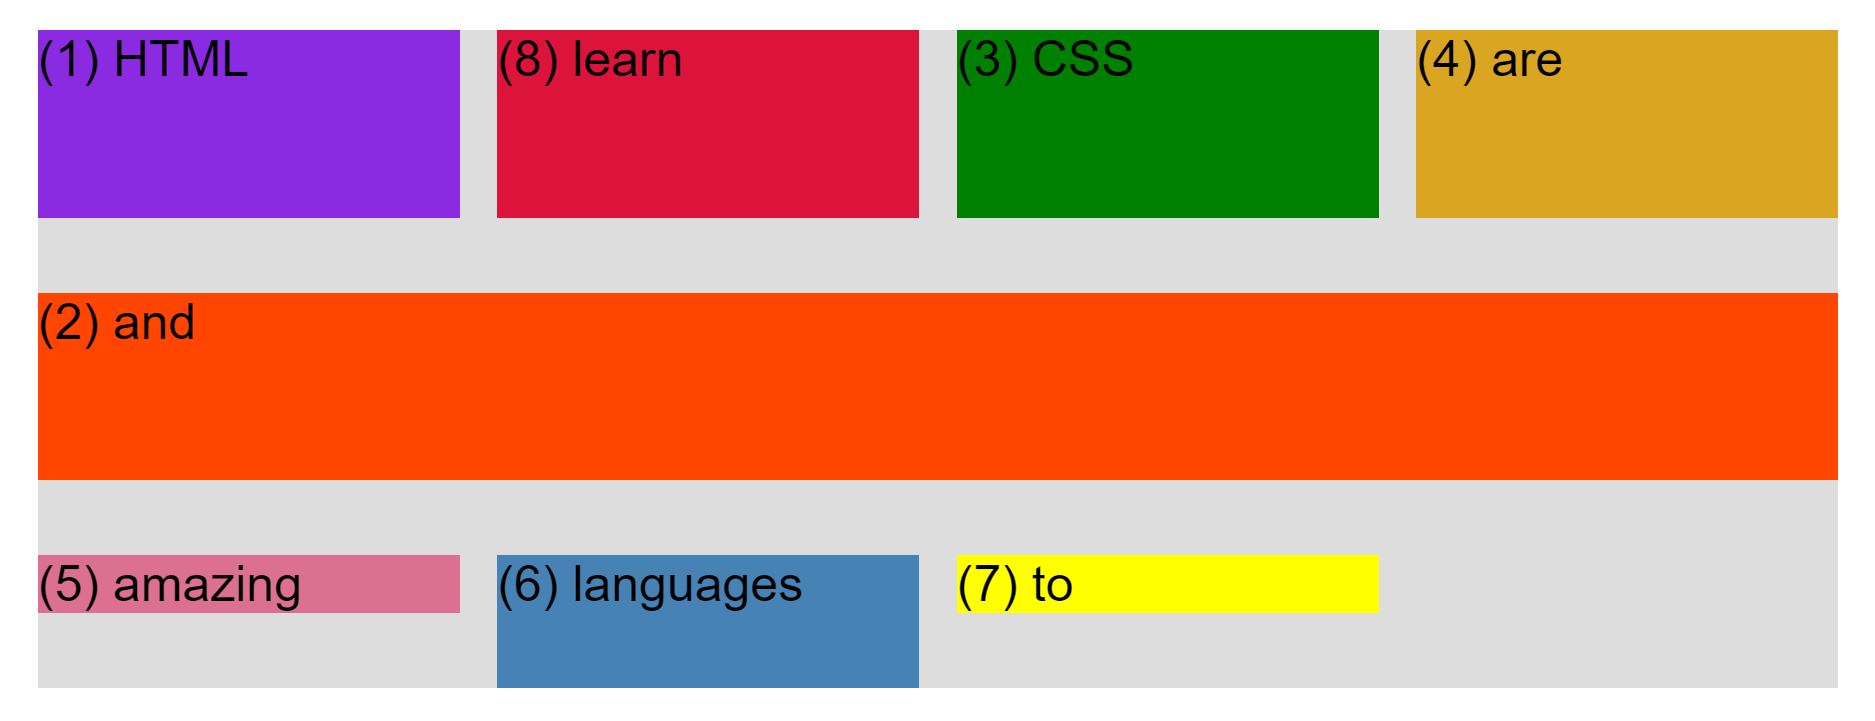 (1) HTML
(8) learn
(3) CSS
(4) are
(2) and
(5) amazing
(6) languages
(7) to